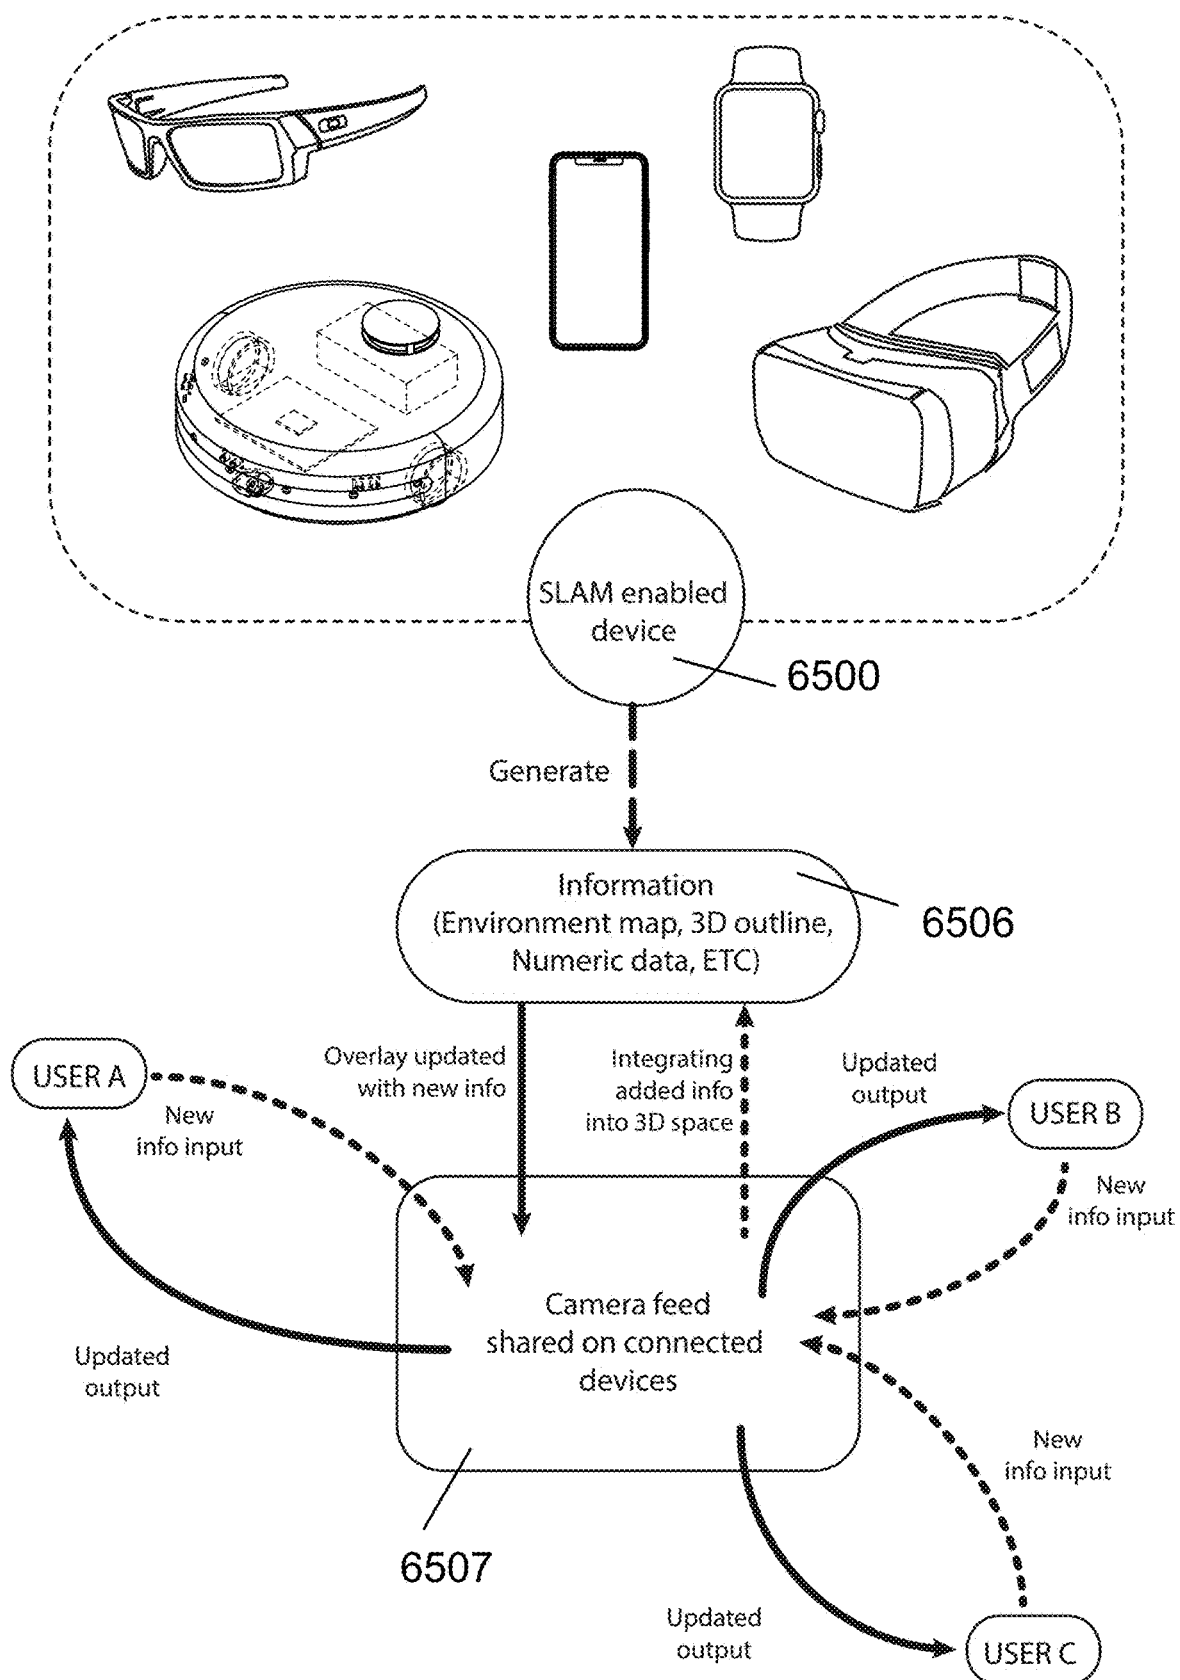 SLAM enabled
device
6500
Generate
Information
(Environment map, 3D outline,
Numeric data, ETC)
6506
USER A
New
info input
Overlay updated
with new info
Integrating
added info
into 3D space
Updated
output
USER B
New
info input
Camera feed
shared on connected
devices
Updated
output
6507
New
info input
Updated
output
USER C